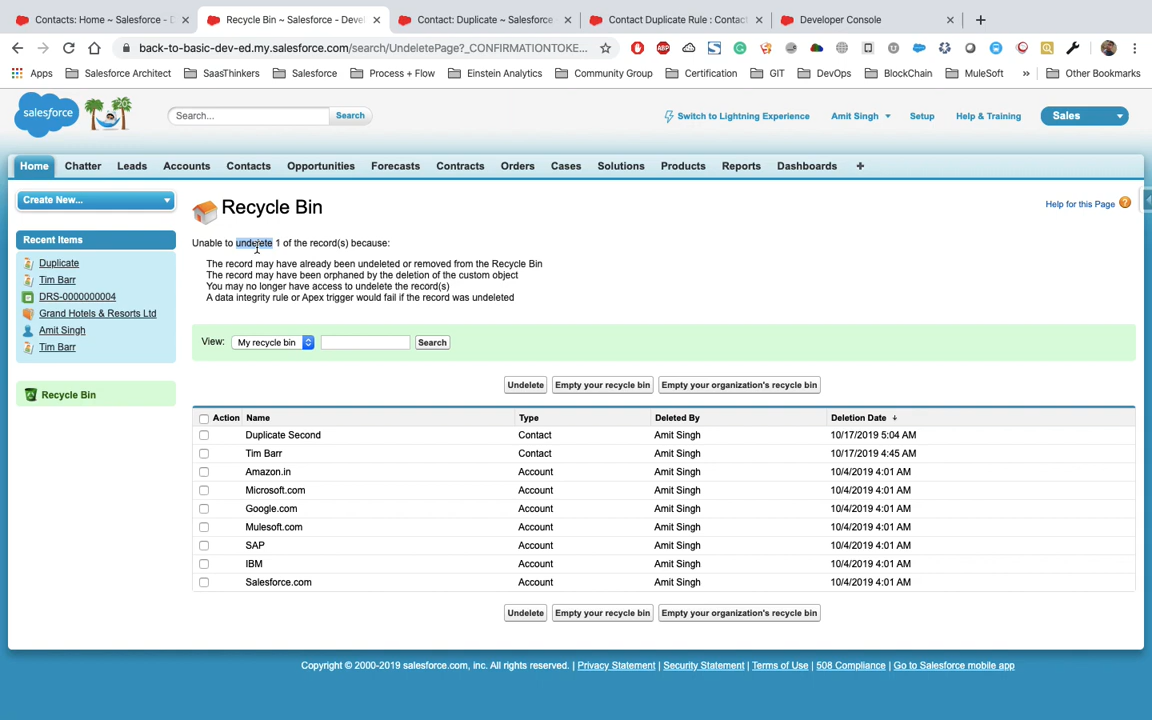 Contacts: Home ~ Salesforce - D
Recycle Bin ~ Salesforce - Devel
Contact: Duplicate ~ Salesforce
Contact Duplicate Rule : Contac
Developer Console
back-to-basic-dev-ed.my.salesforce.com/search/UndeletePage?_CONFIRMATIONTOKE...
Apps
Salesforce Architect
SaasThinkers
Salesforce
Process + Flow
Einstein Analytics
Community Group
Certification
GIT
DevOps
BlockChain
MuleSoft
»
Other Bookmarks
salesforce
20
Search...
Search
Switch to Lightning Experience
Amit Singh
Setup
Help & Training
Sales
Home
Chatter
Leads
Accounts
Contacts
Opportunities
Forecasts
Contracts
Orders
Cases
Solutions
Products
Reports
Dashboards
+
Create New...
Recent Items
Duplicate
Tim Barr
DRS-0000000004
Grand Hotels & Resorts Ltd
Amit Singh
Tim Barr
Recycle Bin
Recycle Bin
Help for this Page
Unable to undelete 1 of the record(s) because:
The record may have already been undeleted or removed from the Recycle Bin
The record may have been orphaned by the deletion of the custom object
You may no longer have access to undelete the record(s)
A data integrity rule or Apex trigger would fail if the record was undeleted
View: My recycle bin Search
Undelete Empty your recycle bin Empty your organization's recycle bin
Action Name Type Deleted By Deletion Date
Duplicate Second Contact Amit Singh 10/17/2019 5:04 AM
Tim Barr Contact Amit Singh 10/17/2019 4:45 AM
Amazon.in Account Amit Singh 10/4/2019 4:01 AM
Microsoft.com Account Amit Singh 10/4/2019 4:01 AM
Google.com Account Amit Singh 10/4/2019 4:01 AM
Mulesoft.com Account Amit Singh 10/4/2019 4:01 AM
SAP Account Amit Singh 10/4/2019 4:01 AM
IBM Account Amit Singh 10/4/2019 4:01 AM
Salesforce.com Account Amit Singh 10/4/2019 4:01 AM
Undelete Empty your recycle bin Empty your organization's recycle bin
Copyright © 2000-2019 salesforce.com, inc. All rights reserved. | Privacy Statement | Security Statement | Terms of Use | 508 Compliance | Go to Salesforce mobile app